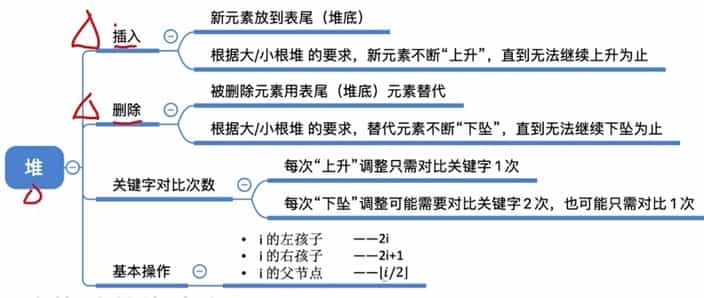 新元素放到表尾（堆底）
插入
根据大/小根堆 的要求，新元素不断“上升”，直到无法继续上升为止
被删除元素用表尾（堆底）元素替代
删除
根据大/小根堆 的要求，替代元素不断“下坠”，直到无法继续下坠为止
堆
每次“上升”调整只需对比关键字1次
关键字对比次数
每次“下坠”调整可能需要对比关键字2次，也可能只需对比1次
• i 的左孩子 ——2i
• i 的右孩子 ——2i+1
基本操作
• i 的父节点 ——⌊i/2⌋